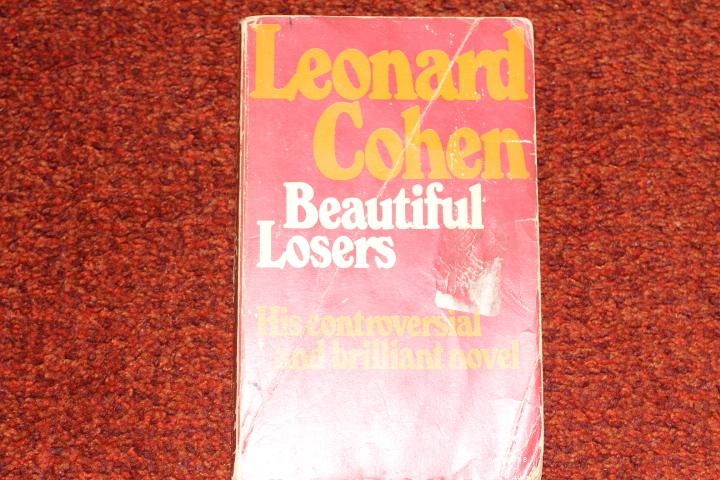 Leonard
Cohen
Beautiful
Losers
His controversial
and brilliant novel